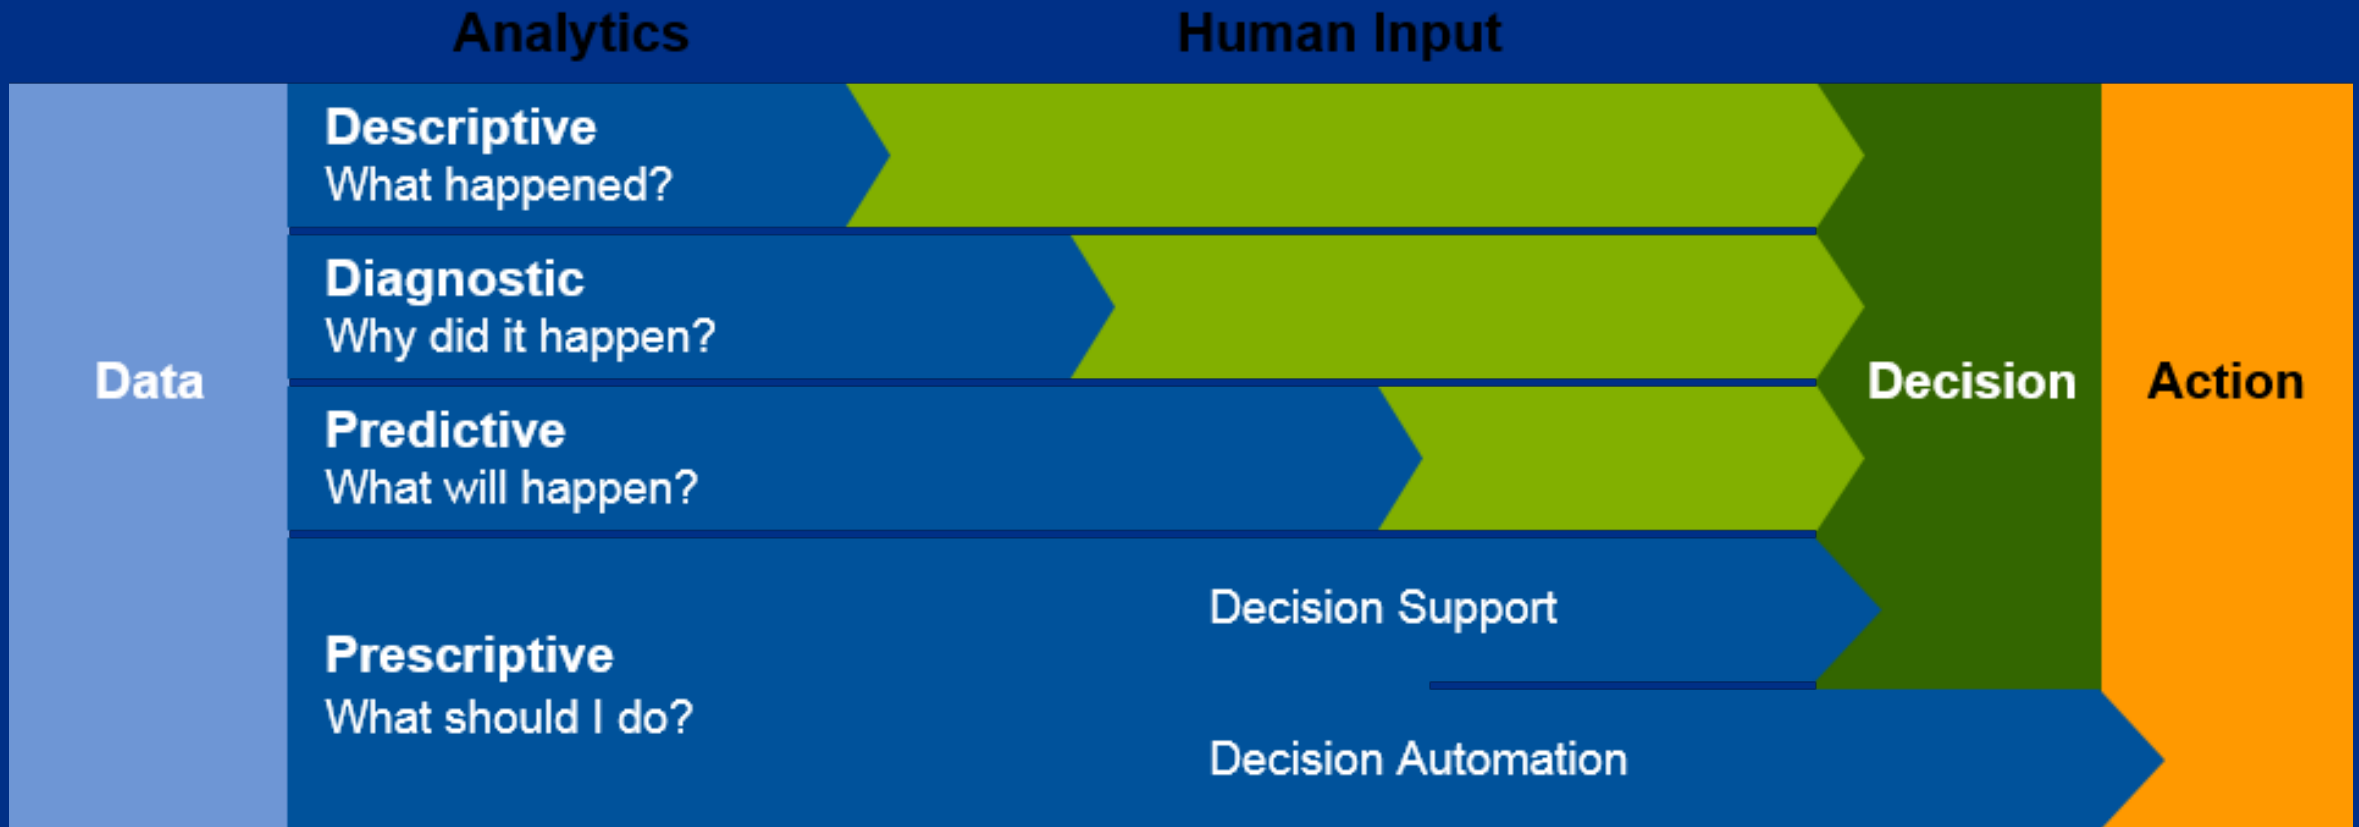 Analytics
Human Input
Data
Descriptive
What happened?
Diagnostic
Why did it happen?
Predictive
What will happen?
Prescriptive
What should I do?
Decision Support
Decision Automation
Decision
Action